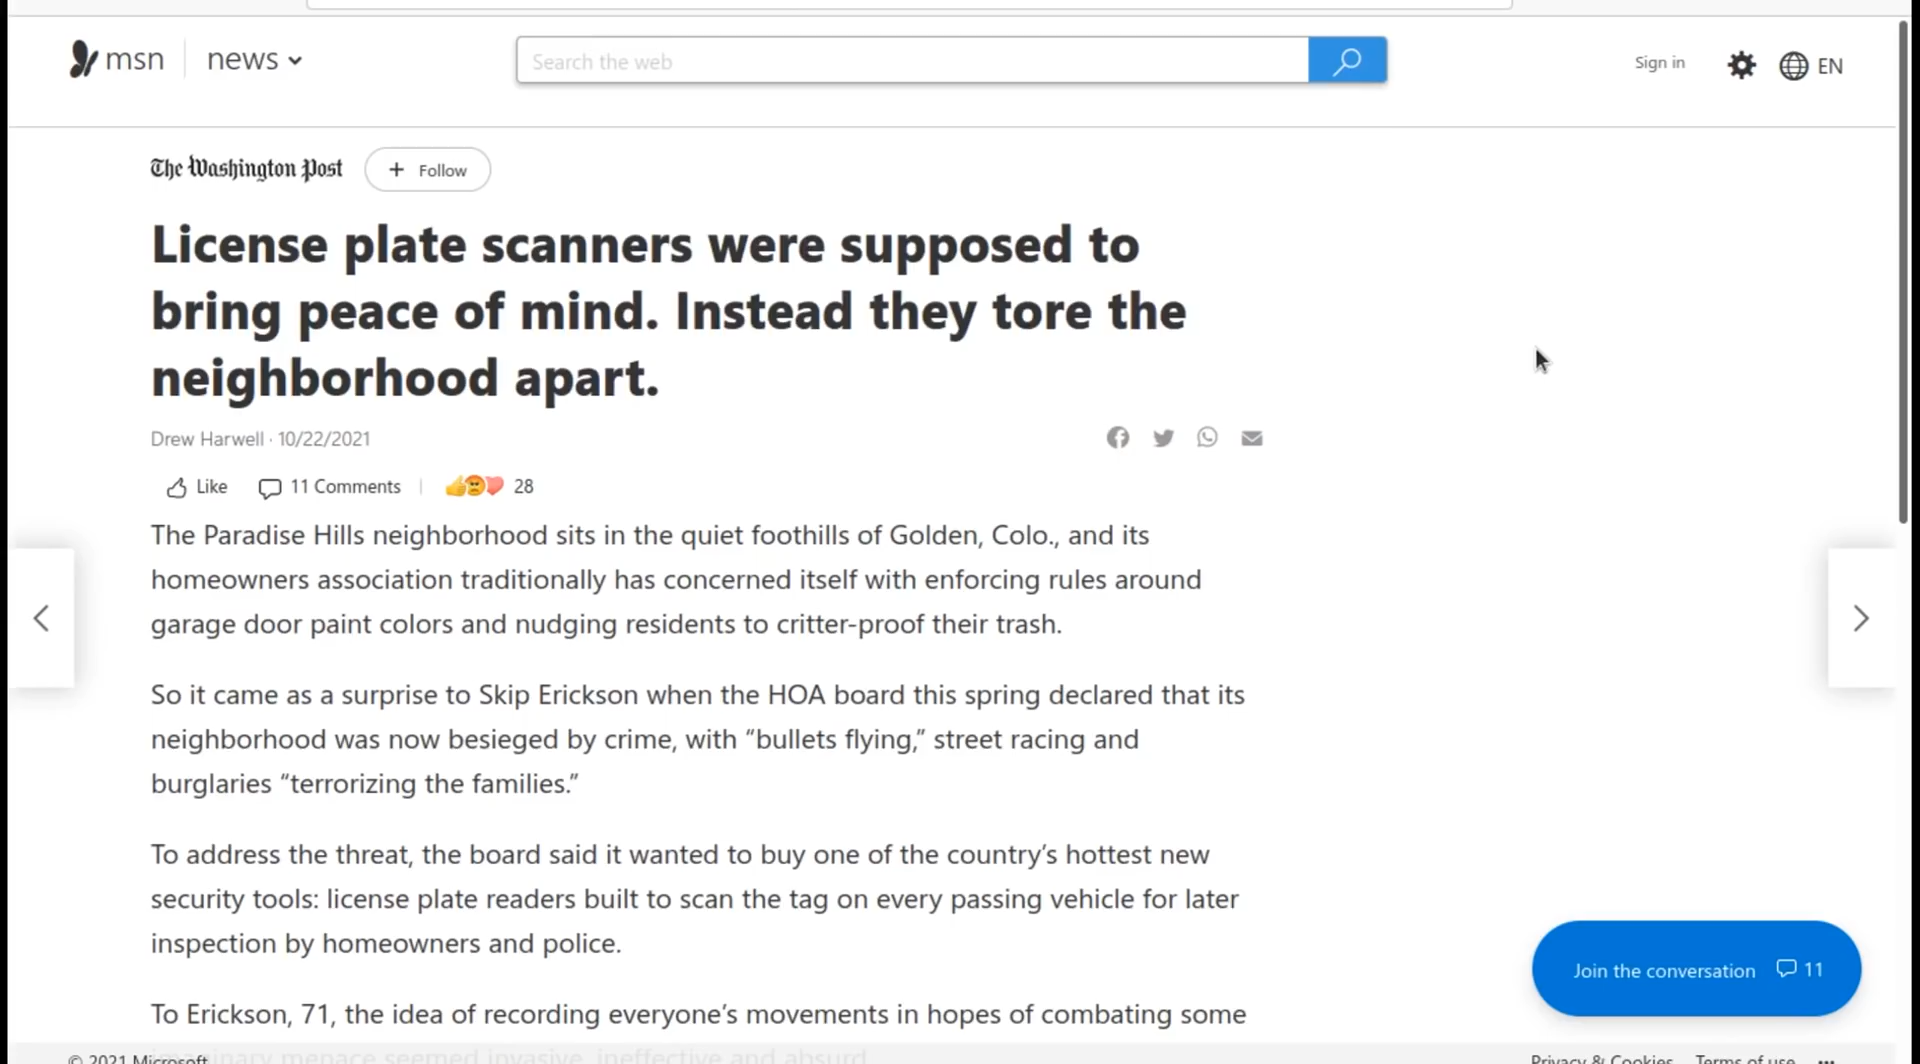 msn
news
Search the web
Sign in
EN
The Washington Post
+ Follow
License plate scanners were supposed to
bring peace of mind. Instead they tore the
neighborhood apart.
Drew Harwell · 10/22/2021
Like
11 Comments
28
The Paradise Hills neighborhood sits in the quiet foothills of Golden, Colo., and its
homeowners association traditionally has concerned itself with enforcing rules around
garage door paint colors and nudging residents to critter-proof their trash.
So it came as a surprise to Skip Erickson when the HOA board this spring declared that its
neighborhood was now besieged by crime, with “bullets flying,” street racing and
burglaries “terrorizing the families.”
To address the threat, the board said it wanted to buy one of the country’s hottest new
security tools: license plate readers built to scan the tag on every passing vehicle for later
inspection by homeowners and police.
Join the conversation 11
To Erickson, 71, the idea of recording everyone’s movements in hopes of combating some
menace seemed invasive, ineffective and absurd
© 2021 Microsoft
Privacy & Cookies
Terms of use
...